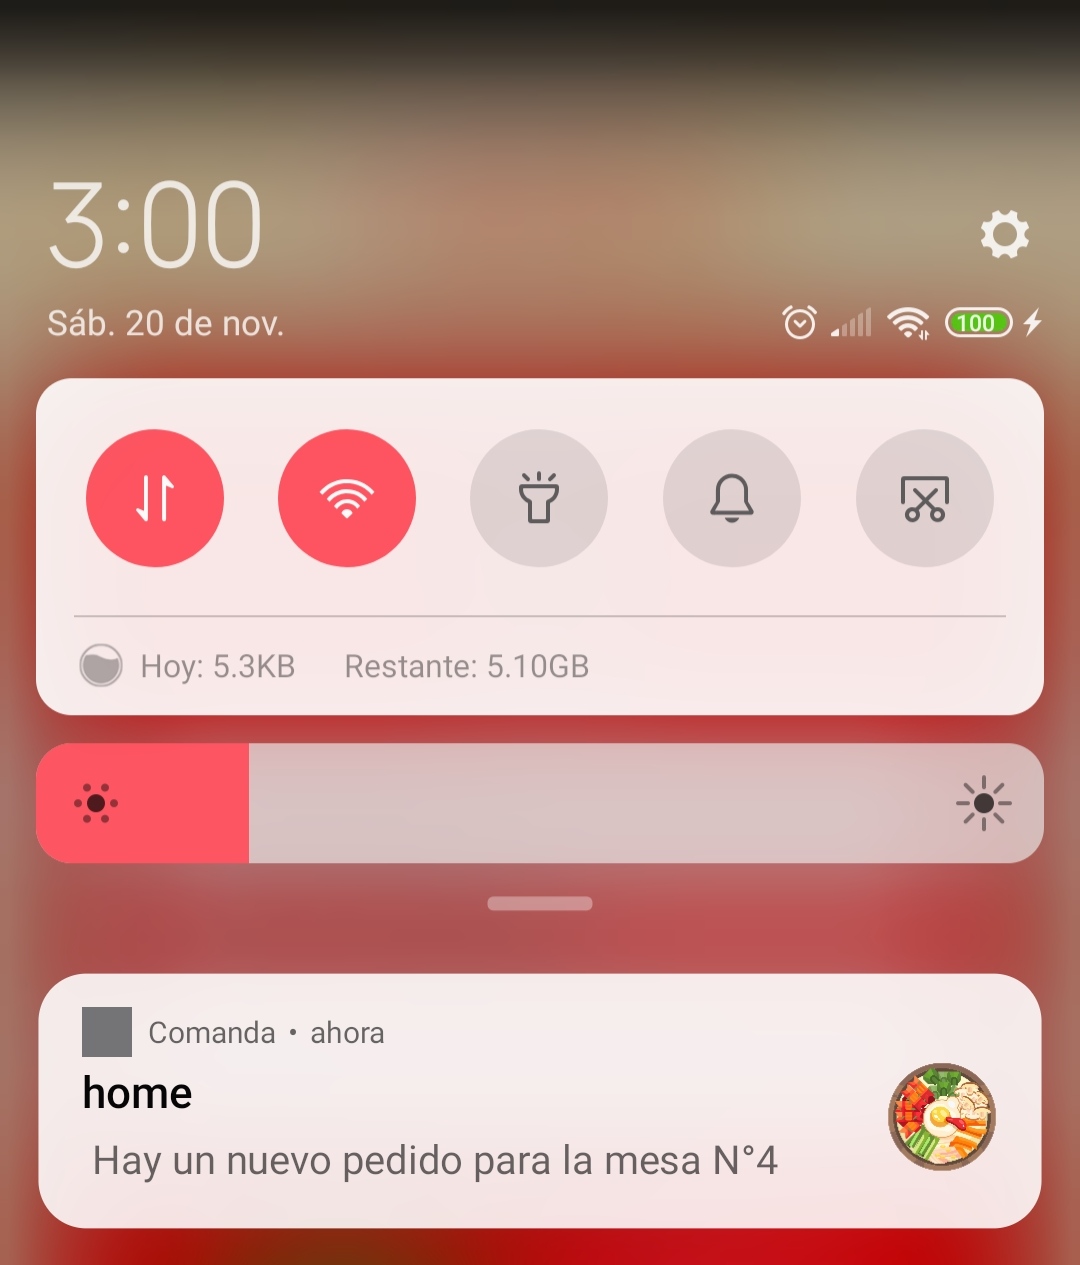 3:00
Sáb. 20 de nov.
100
Hoy: 5.3KB Restante: 5.10GB
Comanda • ahora
home
Hay un nuevo pedido para la mesa N°4